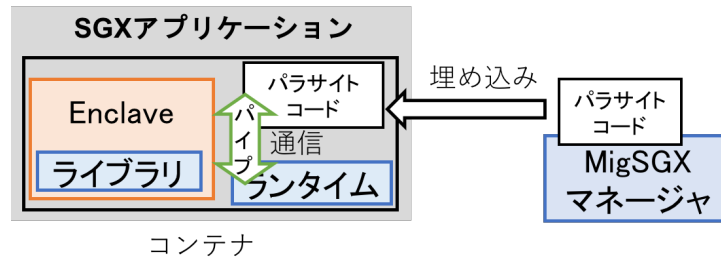 SGXアプリケーション
パラサイト
コード
埋め込み
パラサイト
コード
Enclave
パイプ
通信
ライブラリ
ランタイム
MigSGX
マネージャ
コンテナ